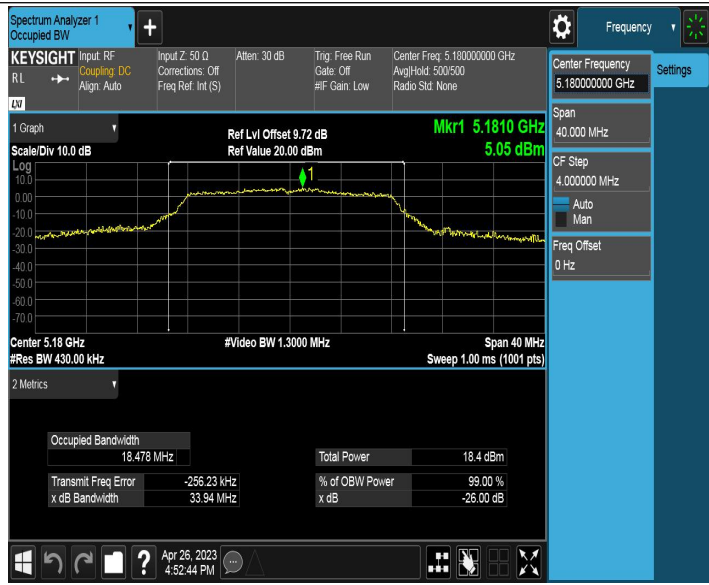 Spectrum Analyzer 1
Occupied BW
+
Frequency
KEYSIGHT
RL
LXI
Input: RF
Coupling: DC
Align: Auto
Input Z: 50 Ω
Corrections: Off
Freq Ref: Int (S)
Atten: 30 dB
Trig: Free Run
Gate: Off
#IF Gain: Low
Center Freq: 5.180000000 GHz
Avg|Hold: 500/500
Radio Std: None
Center Frequency
5.180000000 GHz
Settings
Span
40.000 MHz
CF Step
4.000000 MHz
Auto
Man
Freq Offset
0 Hz
1 Graph
Scale/Div 10.0 dB
Ref Lvl Offset 9.72 dB
Ref Value 20.00 dBm
Mkr1 5.1810 GHz
5.05 dBm
Log
10.0
0.00
-10.0
-20.0
-30.0
-40.0
-50.0
-60.0
-70.0
1
Center 5.18 GHz
#Video BW 1.3000 MHz
Span 40 MHz
#Res BW 430.00 kHz
Sweep 1.00 ms (1001 pts)
2 Metrics
Occupied Bandwidth
18.478 MHz
Total Power 18.4 dBm
Transmit Freq Error -256.23 kHz
% of OBW Power 99.00 %
x dB Bandwidth 33.94 MHz
x dB -26.00 dB
?
Apr 26, 2023
4:52:44 PM